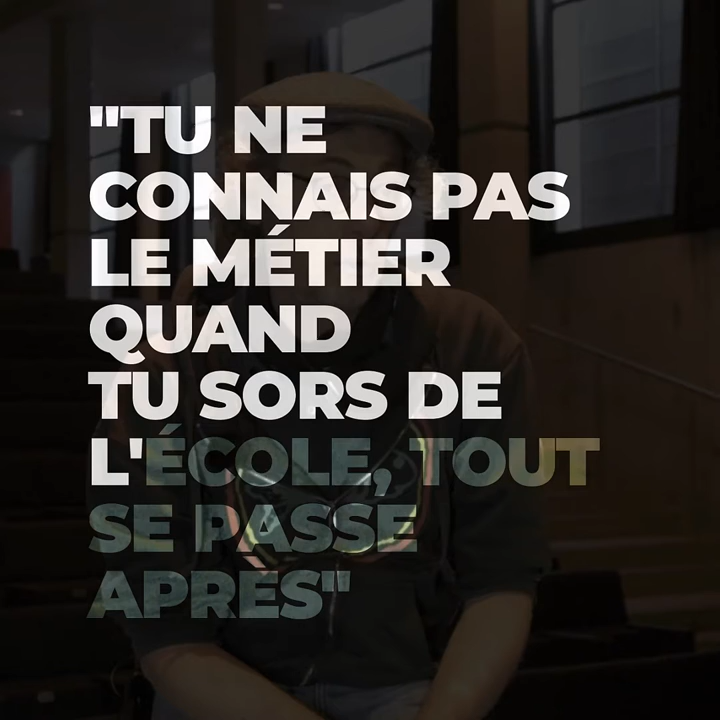 "TU NE
CONNAIS PAS
LE MÉTIER
QUAND
TU SORS DE
L'ÉCOLE, TOUT
SE PASSE
APRÈS"